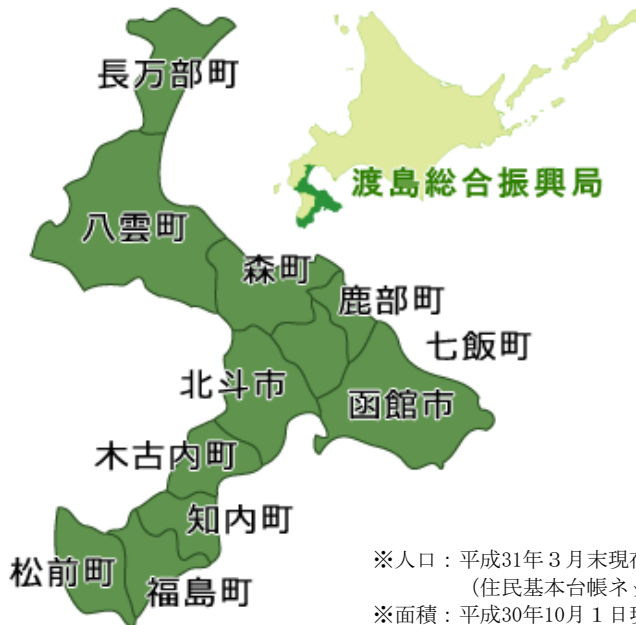 長万部町
渡島総合振興局
八雲町
森町
鹿部町
七飯町
北斗市
函館市
木古内町
知内町
松前町
福島町
※人口：平成31年３月末現在
(住民基本台帳ネッ
※面積：平成30年10月１日現